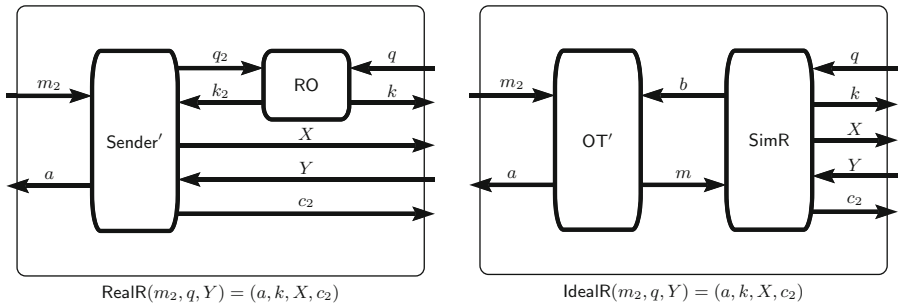 m₂
a
Sender′
q₂
k₂
RO
q
k
X
Y
c₂
RealR(m₂, q, Y) = (a, k, X, c₂)
m₂
a
OT′
b
m
SimR
q
k
X
Y
c₂
IdealR(m₂, q, Y) = (a, k, X, c₂)